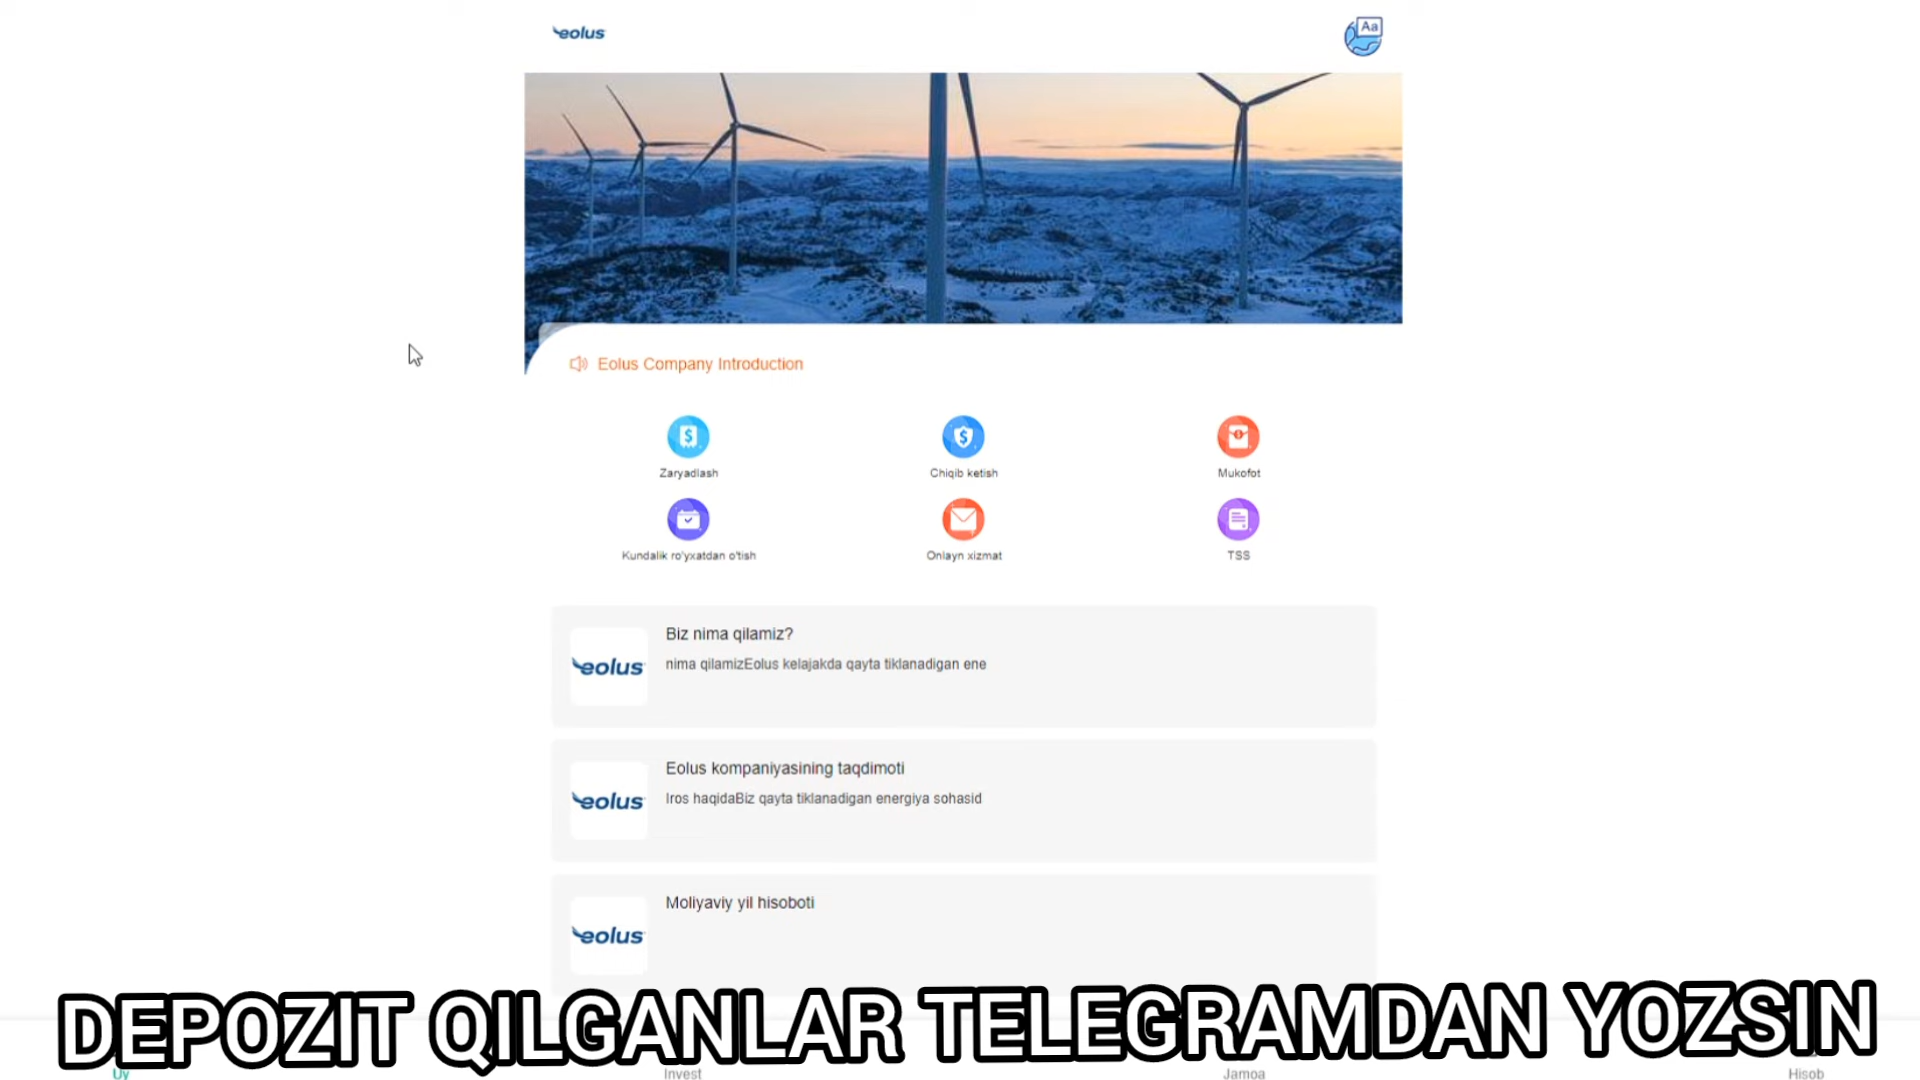 eolus
Aa
Eolus Company Introduction
Zaryadlash
Chiqib ketish
Mukofot
Kundalik ro'yxatdan o'tish
Onlayn xizmat
TSS
eolus
Biz nima qilamiz?
nima qilamizEolus kelajakda qayta tiklanadigan ene
eolus
Eolus kompaniyasining taqdimoti
Iros haqidaBiz qayta tiklanadigan energiya sohasid
eolus
Moliyaviy yil hisoboti
DEPOZIT QILGANLAR TELEGRAMDAN YOZSIN
Uy
Invest
Jamoa
Hisob